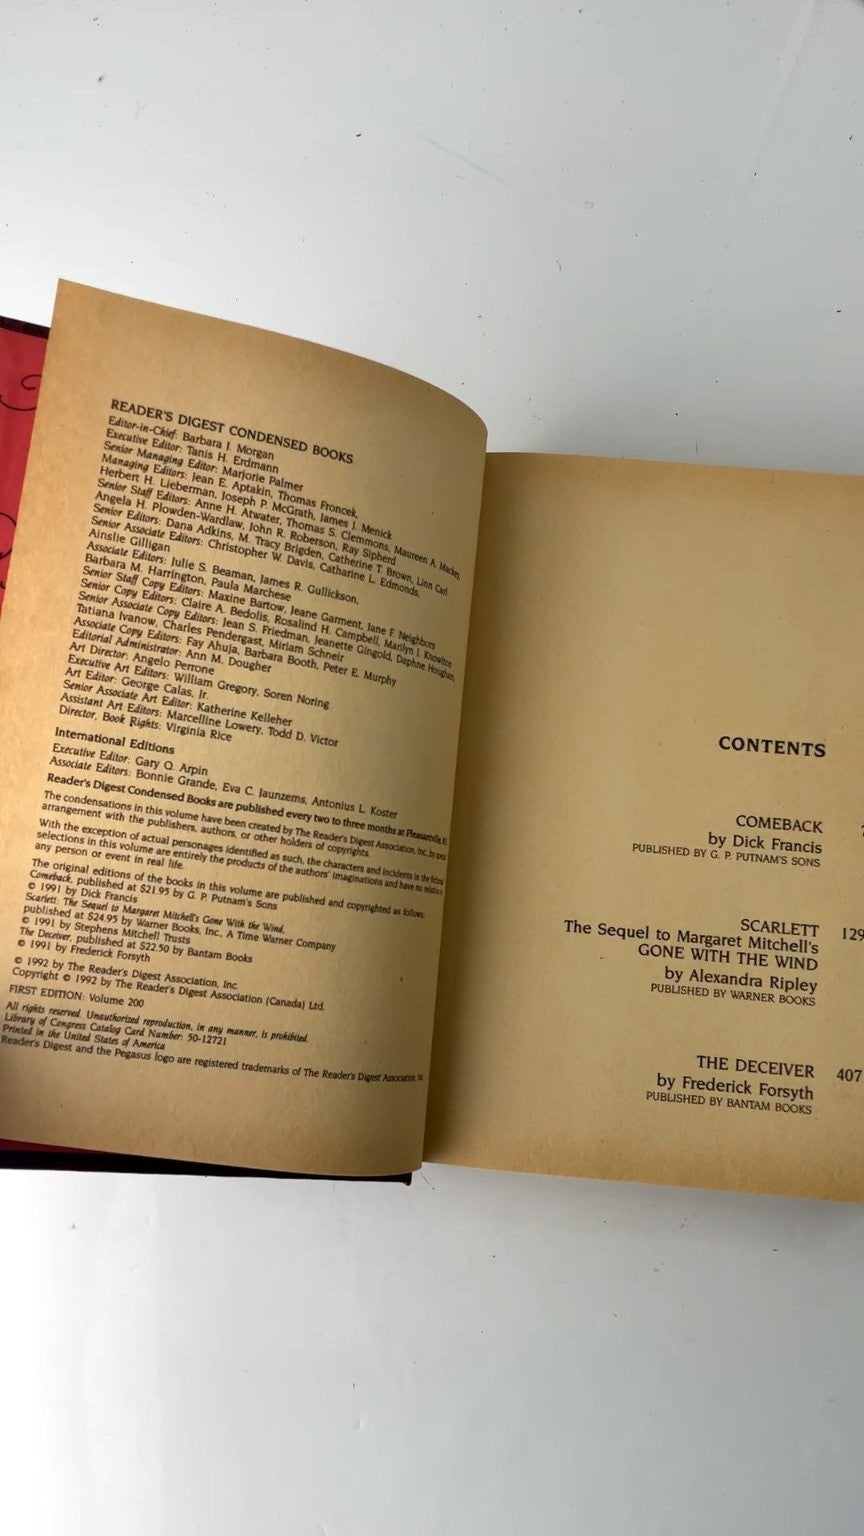 READER'S DIGEST CONDENSED BOOKS
Editor-in-Chief: Barbara J. Morgan
Executive Editor: Tanis H. Erdmann
Senior Managing Editor: Marjorie Palmer
Managing Editors: Jean E. Aptakin, Thomas Froncek,
Herbert H. Lieberman, Joseph P. McGrath, James J. Menick
Senior Staff Editors: Anne H. Atwater, Thomas S. Clemmons, Maureen A. Mackey,
Angela H. Plowden-Wardlaw, John R. Roberson, Ray Sipherd
Senior Editors: Dana Adkins, M. Tracy Brigden, Catherine T. Brown, Linn Carl
Senior Associate Editors: Christopher W. Davis, Catharine L. Edmonds,
Ainslie Gilligan
Associate Editors: Julie S. Beaman, James R. Gullickson,
Barbara M. Harrington, Paula Marchese
Senior Staff Copy Editors: Maxine Bartow, Jeane Garment, Jane F. Neighbors
Senior Copy Editors: Claire A. Bedolis, Rosalind H. Campbell, Marilyn J. Knowlton
Senior Associate Copy Editors: Jean S. Friedman, Jeanette Gingold, Daphne Hougham,
Tatiana Ivanow, Charles Pendergast, Miriam Schneir
Associate Copy Editors: Fay Ahuja, Barbara Booth, Peter E. Murphy
Editorial Administrator: Ann M. Dougher
Art Director: Angelo Perrone
Executive Art Editors: William Gregory, Soren Noring
Art Editor: George Calas, Jr.
Senior Associate Art Editor: Katherine Kelleher
Assistant Art Editors: Marcelline Lowery, Todd D. Victor
Director, Book Rights: Virginia Rice
International Editions
Executive Editor: Gary Q. Arpin
Associate Editors: Bonnie Grande, Eva C. Jaunzems, Antonius L. Koster
Reader's Digest Condensed Books are published every two to three months at Pleasantville,
The condensations in this volume have been created by The Reader's Digest Association, Inc., by
arrangement with the publishers, authors, or other holders of copyrights.
With the exception of actual personages identified as such, the characters and incidents in the
selections in this volume are entirely the products of the authors' imaginations and have no
any person or event in real life.
The original editions of the books in this volume are published and copyrighted as follows:
Comeback, published at $21.95 by G. P. Putnam's Sons
© 1991 by Dick Francis
Scarlett: The Sequel to Margaret Mitchell's Gone With the Wind,
published at $24.95 by Warner Books, Inc., A Time Warner Company
© 1991 by Stephens Mitchell Trusts
The Deceiver, published at $22.50 by Bantam Books
© 1991 by Frederick Forsyth
© 1992 by The Reader's Digest Association, Inc.
Copyright © 1992 by The Reader's Digest Association (Canada) Ltd.
FIRST EDITION: Volume 200
All rights reserved. Unauthorized reproduction, in any manner, is prohibited.
Library of Congress Catalog Card Number: 50-12721
Printed in the United States of America
Reader's Digest and the Pegasus logo are registered trademarks of The Reader's Digest Association, Inc.
CONTENTS
COMEBACK
by Dick Francis
PUBLISHED BY G. P. PUTNAM'S SONS
SCARLETT 129
The Sequel to Margaret Mitchell's
GONE WITH THE WIND
by Alexandra Ripley
PUBLISHED BY WARNER BOOKS
THE DECEIVER 407
by Frederick Forsyth
PUBLISHED BY BANTAM BOOKS